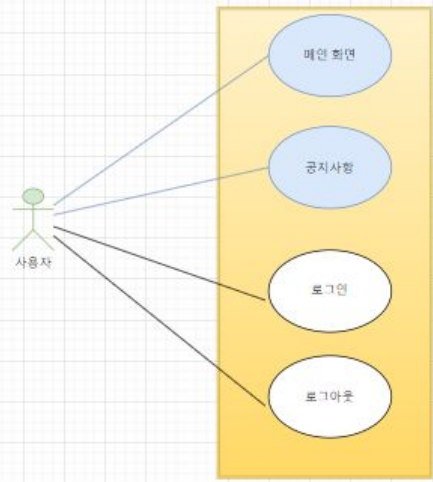 메인 화면
공지사항
사용자
로그인
로그아웃